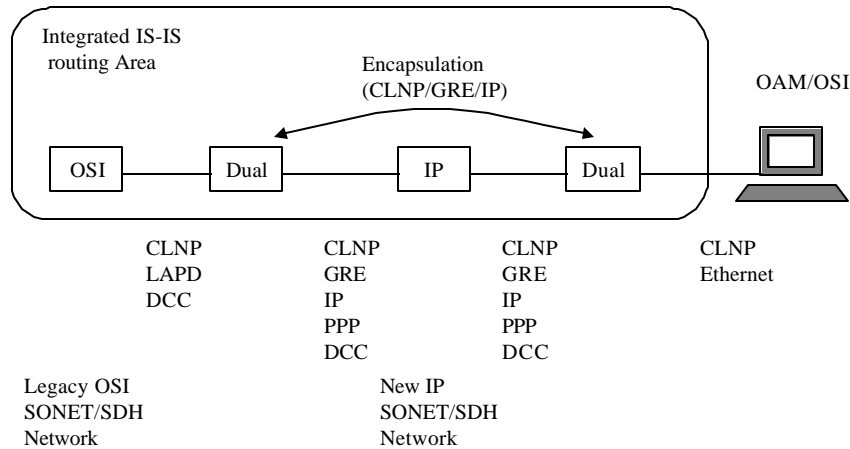 Integrated IS-IS
routing Area
Encapsulation
(CLNP/GRE/IP)
OAM/OSI
OSI
Dual
IP
Dual
CLNP
LAPD
DCC
CLNP
GRE
IP
PPP
DCC
CLNP
GRE
IP
PPP
DCC
CLNP
Ethernet
Legacy OSI
SONET/SDH
Network
New IP
SONET/SDH
Network